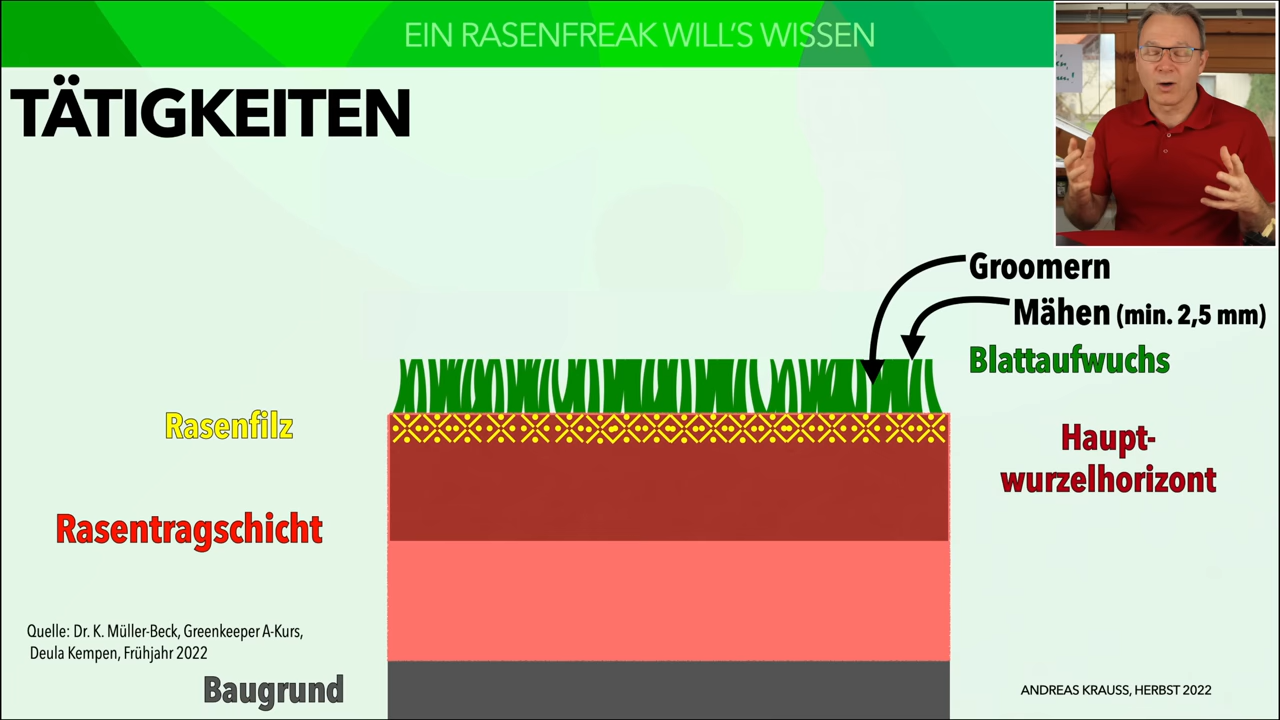 EIN RASENFREAK WILL'S WISSEN
TÄTIGKEITEN
Groomern
Mähen (min. 2,5 mm)
Blattaufwuchs
Rasenfilz
Haupt-
wurzelhorizont
Rasentragschicht
Quelle: Dr. K. Müller-Beck, Greenkeeper A-Kurs,
Deula Kempen, Frühjahr 2022
Baugrund
ANDREAS KRAUSS, HERBST 2022